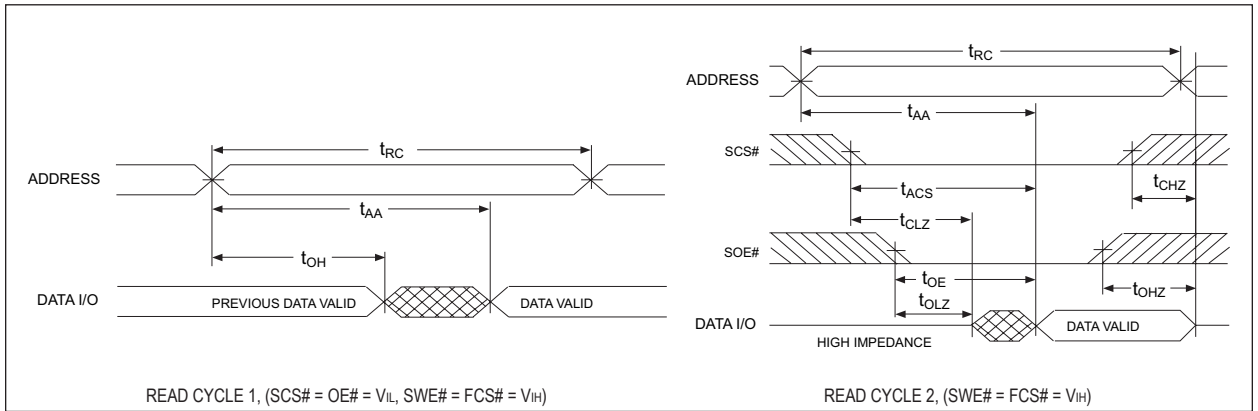 tRC
ADDRESS
tAA
tOH
DATA I/O
PREVIOUS DATA VALID
DATA VALID
READ CYCLE 1, (SCS# = OE# = VIL, SWE# = FCS# = VIH)
tRC
ADDRESS
tAA
SCS#
tACS
tCHZ
tCLZ
SOE#
tOE
tOLZ
tOHZ
DATA I/O
HIGH IMPEDANCE
DATA VALID
READ CYCLE 2, (SWE# = FCS# = VIH)